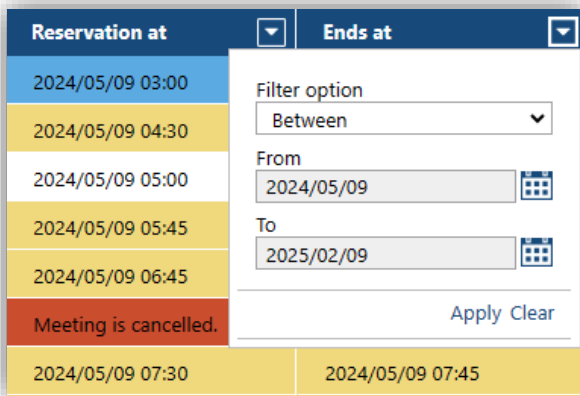 Reservation at Ends at
2024/05/09 03:00
Filter option
2024/05/09 04:30
Between
From
2024/05/09 05:00
2024/05/09
To
2024/05/09 05:45
2025/02/09
2024/05/09 06:45
Apply Clear
Meeting is cancelled.
2024/05/09 07:30 2024/05/09 07:45